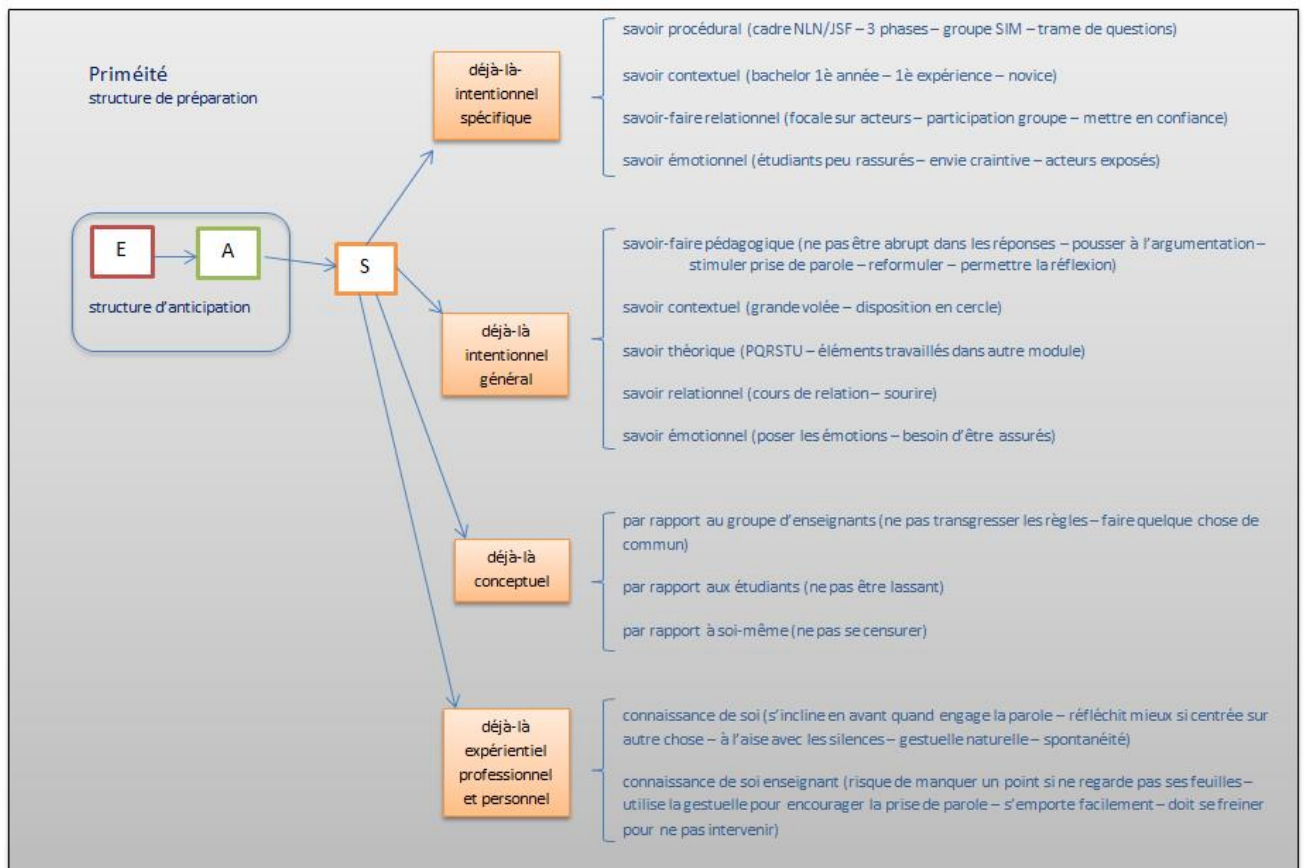 Priméité
structure de préparation
E
A
S
structure d'anticipation
déjà-là-
intentionnel
spécifique
savoir procédural (cadre NLN/JSF – 3 phases – groupe SIM – trame de questions)
savoir contextuel (bachelor 1è année – 1è expérience – novice)
savoir-faire relationnel (focale sur acteurs – participation groupe – mettre en confiance)
savoir émotionnel (étudiants peu rassurés – envie craintive – acteurs exposés)
déjà-là
intentionnel
général
savoir-faire pédagogique (ne pas être abrupt dans les réponses – pousser à l'argumentation –
stimuler prise de parole – reformuler – permettre la réflexion)
savoir contextuel (grande volée – disposition en cercle)
savoir théorique (PQRSTU – éléments travaillés dans autre module)
savoir relationnel (cours de relation – sourire)
savoir émotionnel (poser les émotions – besoin d'être assurés)
déjà-là
conceptuel
par rapport au groupe d'enseignants (ne pas transgresser les règles – faire quelque chose de
commun)
par rapport aux étudiants (ne pas être lassant)
par rapport à soi-même (ne pas se censurer)
déjà-là
expérientiel
professionnel
et personnel
connaissance de soi (s'incline en avant quand engage la parole – réfléchit mieux si centrée sur
autre chose – à l'aise avec les silences – gestuelle naturelle – spontanéité)
connaissance de soi enseignant (risque de manquer un point si ne regarde pas ses feuilles –
utilise la gestuelle pour encourager la prise de parole – s'emporte facilement – doit se freiner
pour ne pas intervenir)